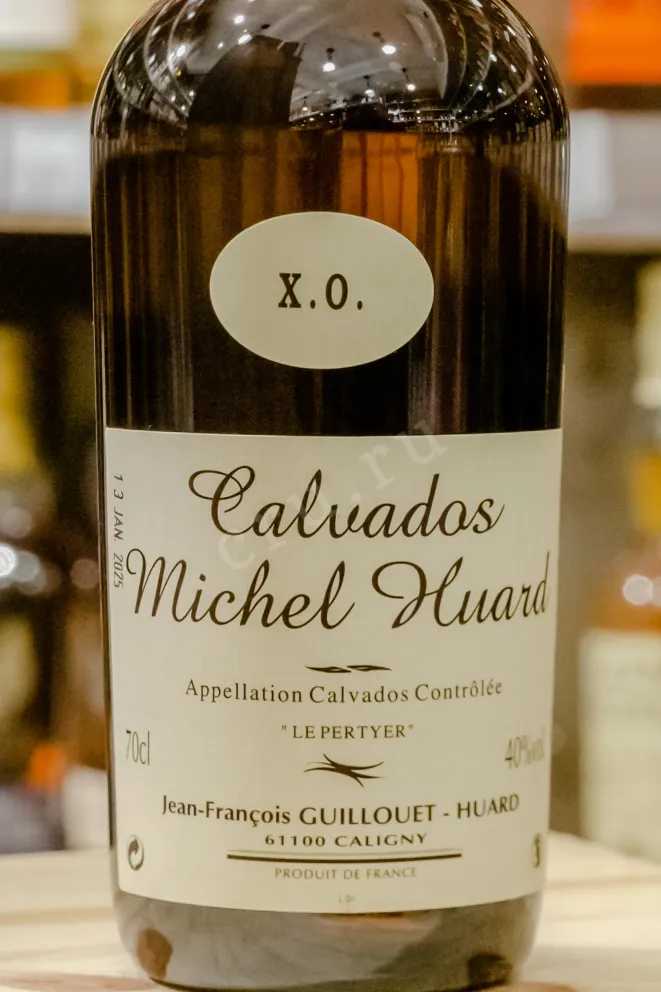 X.O.
13 JAN. 2025
Calvados
Michel Huard
Appellation Calvados Contrôlée
"LE PERTYER"
70cl
40%vol.
Jean-François GUILLOUET - HUARD
61100 CALIGNY
PRODUIT DE FRANCE